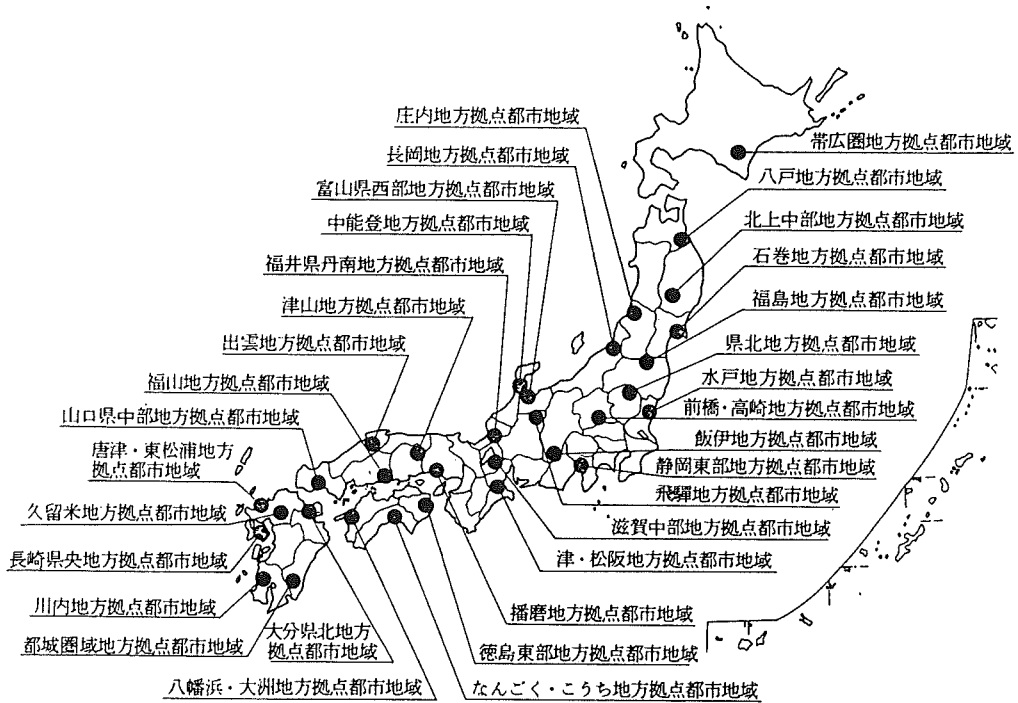 庄内地方拠点都市地域
長岡地方拠点都市地域
富山県西部地方拠点都市地域
中能登地方拠点都市地域
福井県丹南地方拠点都市地域
津山地方拠点都市地域
出雲地方拠点都市地域
福山地方拠点都市地域
山口県中部地方拠点都市地域
唐津・東松浦地方
拠点都市地域
久留米地方拠点都市地域
長崎県央地方拠点都市地域
川内地方拠点都市地域
都城圏域地方拠点都市地域
大分県北地方
拠点都市地域
八幡浜・大洲地方拠点都市地域
帯広圏地方拠点都市地域
八戸地方拠点都市地域
北上中部地方拠点都市地域
石巻地方拠点都市地域
福島地方拠点都市地域
県北地方拠点都市地域
水戸地方拠点都市地域
前橋・高崎地方拠点都市地域
飯伊地方拠点都市地域
静岡東部地方拠点都市地域
飛騨地方拠点都市地域
滋賀中部地方拠点都市地域
津・松阪地方拠点都市地域
播磨地方拠点都市地域
徳島東部地方拠点都市地域
なんごく・こうち地方拠点都市地域